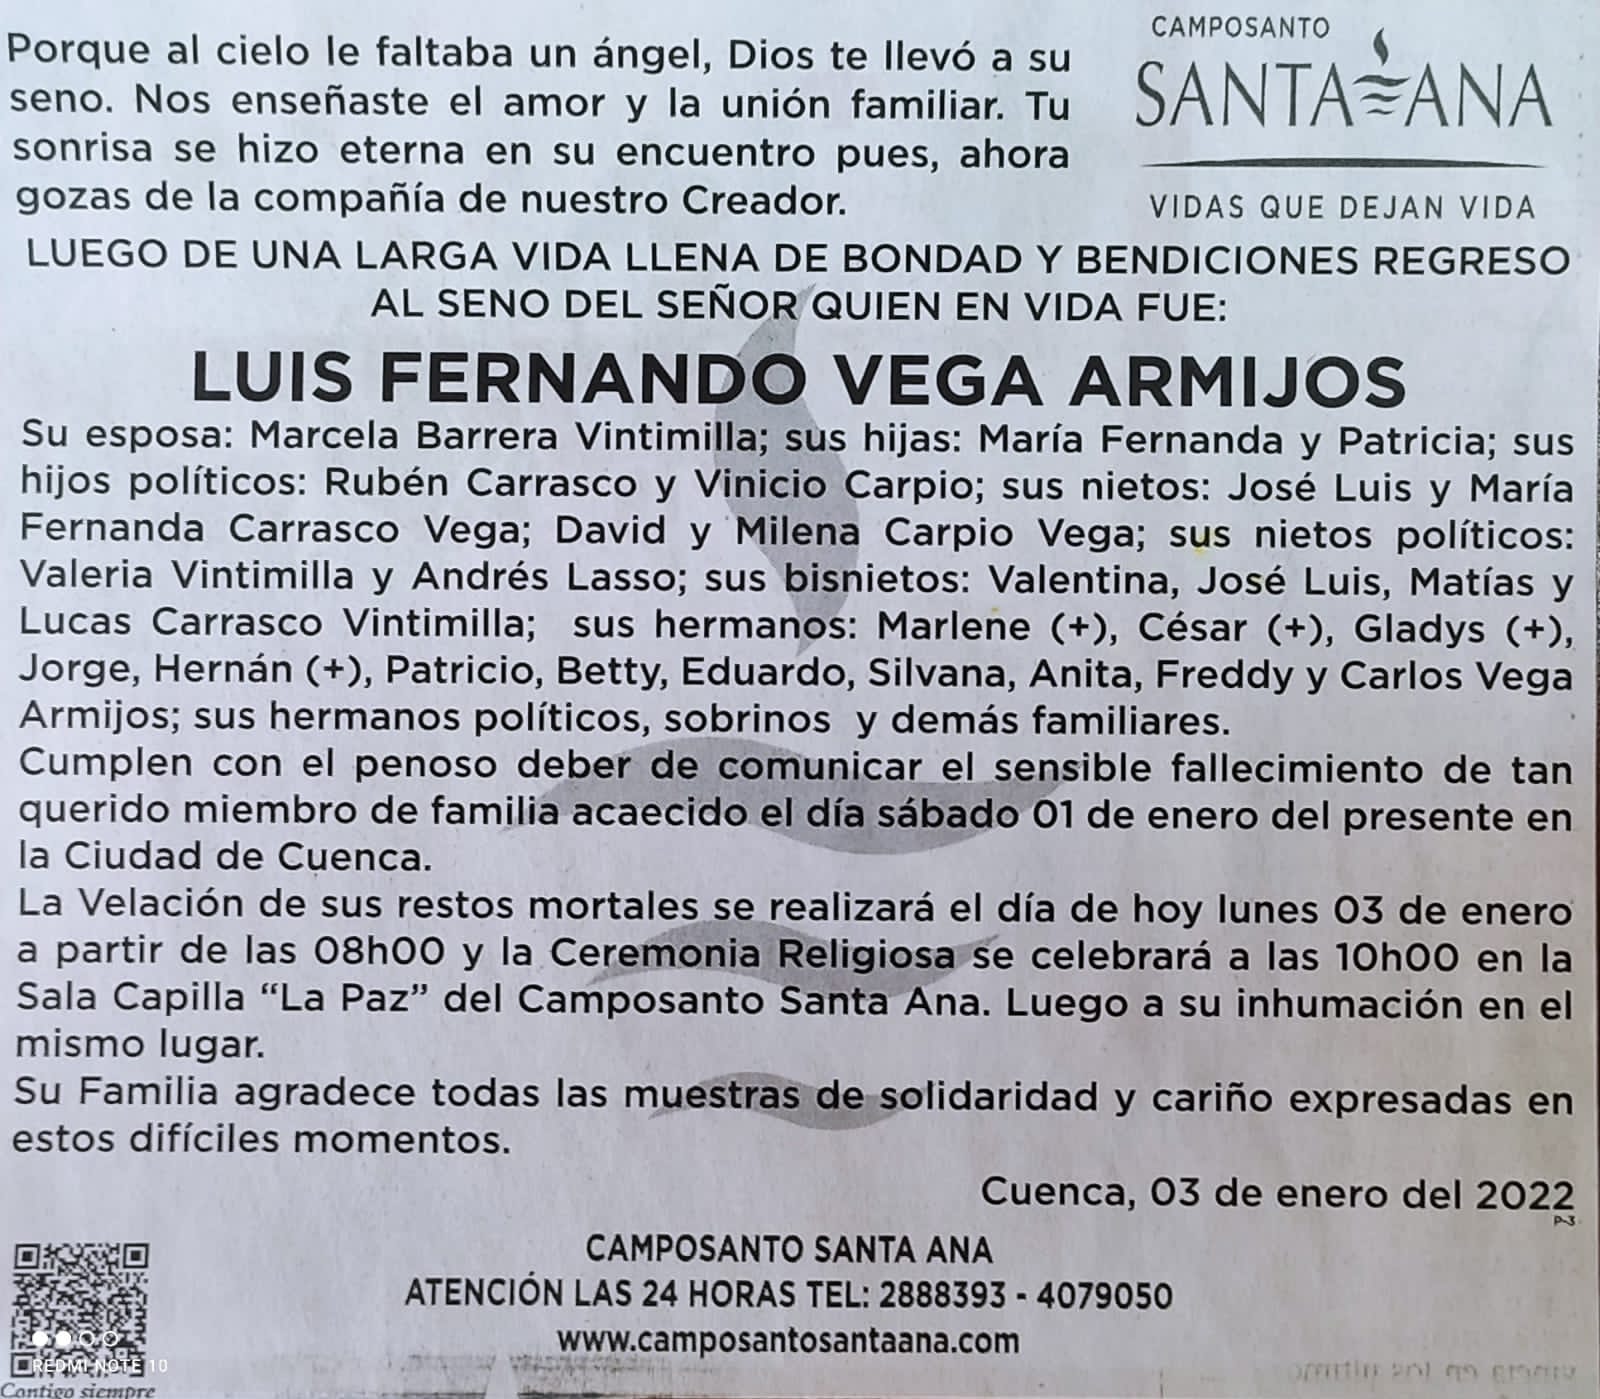 Porque al cielo le faltaba un ángel, Dios te llevó a su
seno. Nos enseñaste el amor y la unión familiar. Tu
sonrisa se hizo eterna en su encuentro pues, ahora
gozas de la compañía de nuestro Creador.
CAMPOSANTO
SANTA ANA
VIDAS QUE DEJAN VIDA
LUEGO DE UNA LARGA VIDA LLENA DE BONDAD Y BENDICIONES REGRESO
AL SENO DEL SEÑOR QUIEN EN VIDA FUE:
LUIS FERNANDO VEGA ARMIJOS
Su esposa: Marcela Barrera Vintimilla; sus hijas: María Fernanda y Patricia; sus
hijos políticos: Rubén Carrasco y Vinicio Carpio; sus nietos: José Luis y María
Fernanda Carrasco Vega; David y Milena Carpio Vega; sus nietos políticos:
Valeria Vintimilla y Andrés Lasso; sus bisnietos: Valentina, José Luis, Matías y
Lucas Carrasco Vintimilla; sus hermanos: Marlene (+), César (+), Gladys (+),
Jorge, Hernán (+), Patricio, Betty, Eduardo, Silvana, Anita, Freddy y Carlos Vega
Armijos; sus hermanos políticos, sobrinos y demás familiares.
Cumplen con el penoso deber de comunicar el sensible fallecimiento de tan
querido miembro de familia acaecido el día sábado 01 de enero del presente en
la Ciudad de Cuenca.
La Velación de sus restos mortales se realizará el día de hoy lunes 03 de enero
a partir de las 08h00 y la Ceremonia Religiosa se celebrará a las 10h00 en la
Sala Capilla “La Paz” del Camposanto Santa Ana. Luego a su inhumación en el
mismo lugar.
Su Familia agradece todas las muestras de solidaridad y cariño expresadas en
estos difíciles momentos.
Cuenca, 03 de enero del 2022
P-3
CAMPOSANTO SANTA ANA
ATENCIÓN LAS 24 HORAS TEL: 2888393 - 4079050
www.camposantosantaana.com
REDMI NOTE 10
Contigo siempre